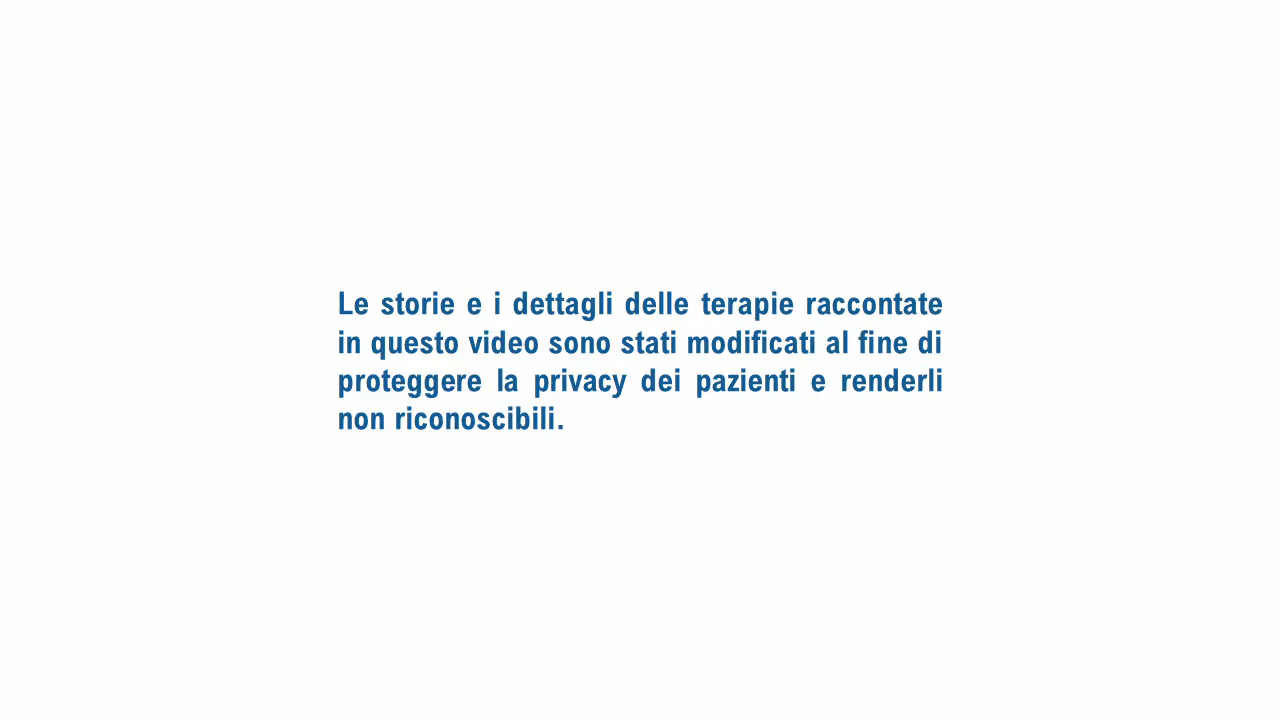 Le storie e i dettagli delle terapie raccontate
in questo video sono stati modificati al fine di
proteggere la privacy dei pazienti e renderli
non riconoscibili.